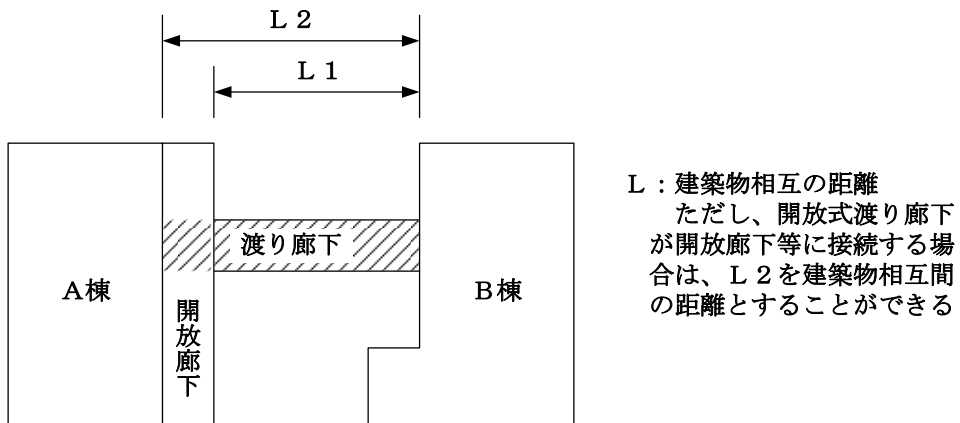 Ｌ２
Ｌ１
渡り廊下
Ａ棟
開放廊下
Ｂ棟
Ｌ：建築物相互の距離
ただし、開放式渡り廊下
が開放廊下等に接続する場
合は、Ｌ２を建築物相互間
の距離とすることができる